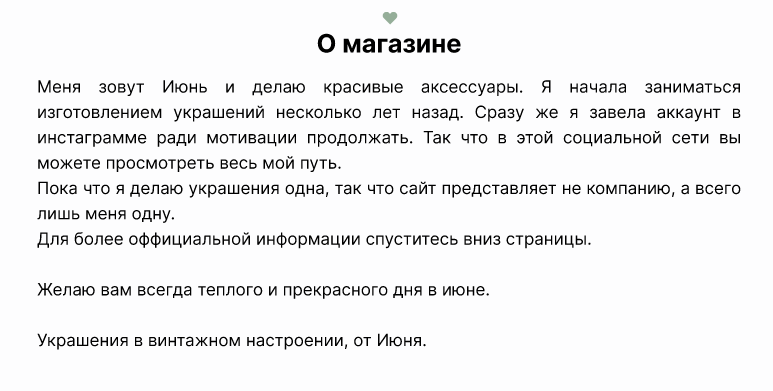 О магазине
Меня зовут Июнь и делаю красивые аксессуары. Я начала заниматься
изготовлением украшений несколько лет назад. Сразу же я завела аккаунт в
инстаграмме ради мотивации продолжать. Так что в этой социальной сети вы
можете просмотреть весь мой путь.
Пока что я делаю украшения одна, так что сайт представляет не компанию, а всего
лишь меня одну.
Для более оффициальной информации спуститесь вниз страницы.
Желаю вам всегда теплого и прекрасного дня в июне.
Украшения в винтажном настроении, от Июня.